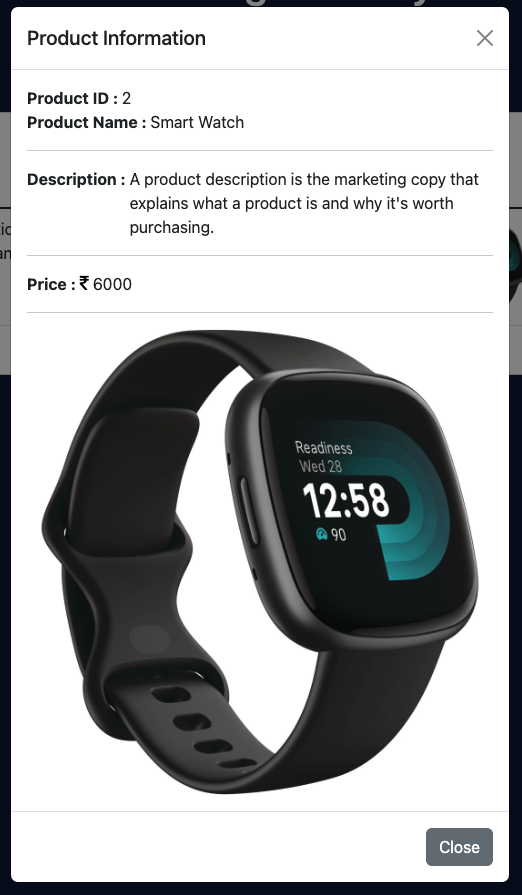 Product Information
Product ID : 2
Product Name : Smart Watch
Description : A product description is the marketing copy that
explains what a product is and why it's worth
purchasing.
Price : ₹ 6000
Readiness
Wed 28
12:58
90
Close